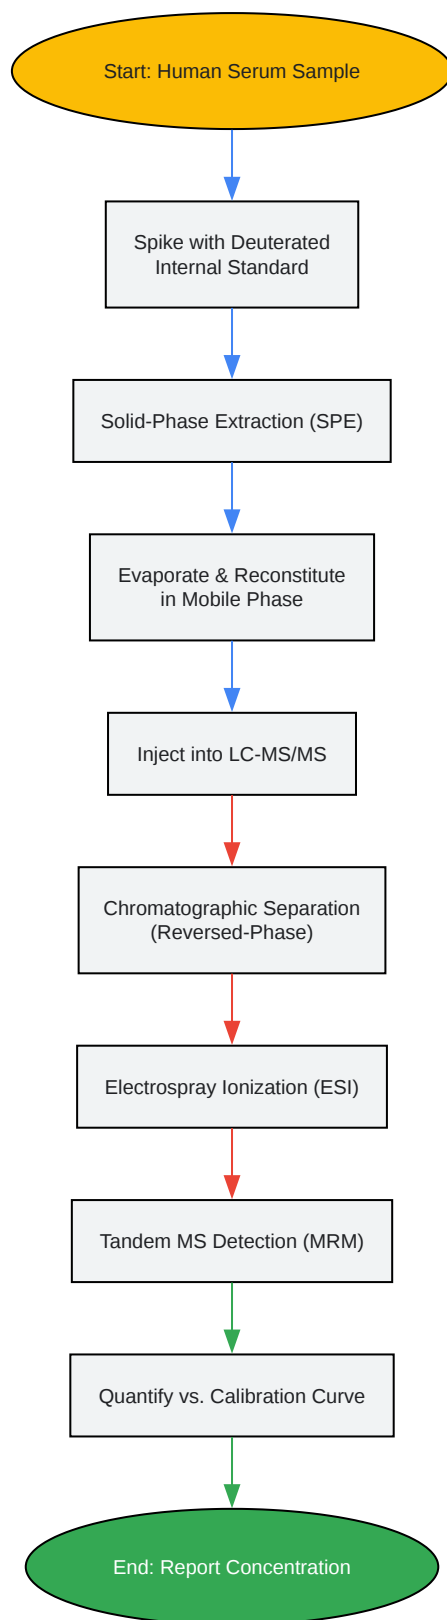 Start: Human Serum Sample
Spike with Deuterated
Internal Standard
Solid-Phase Extraction (SPE)
Evaporate & Reconstitute
in Mobile Phase
Inject into LC-MS/MS
Chromatographic Separation
(Reversed-Phase)
Electrospray Ionization (ESI)
Tandem MS Detection (MRM)
Quantify vs. Calibration Curve
End: Report Concentration